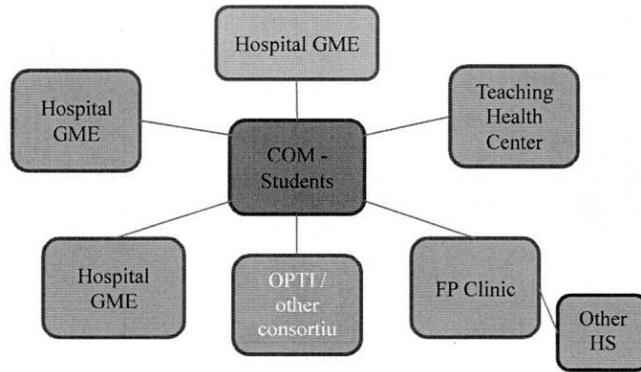 Hospital GME
Hospital
GME
Teaching
Health
Center
COM -
Students
Hospital
GME
OPTI /
other
consortiu
FP Clinic
Other
HS